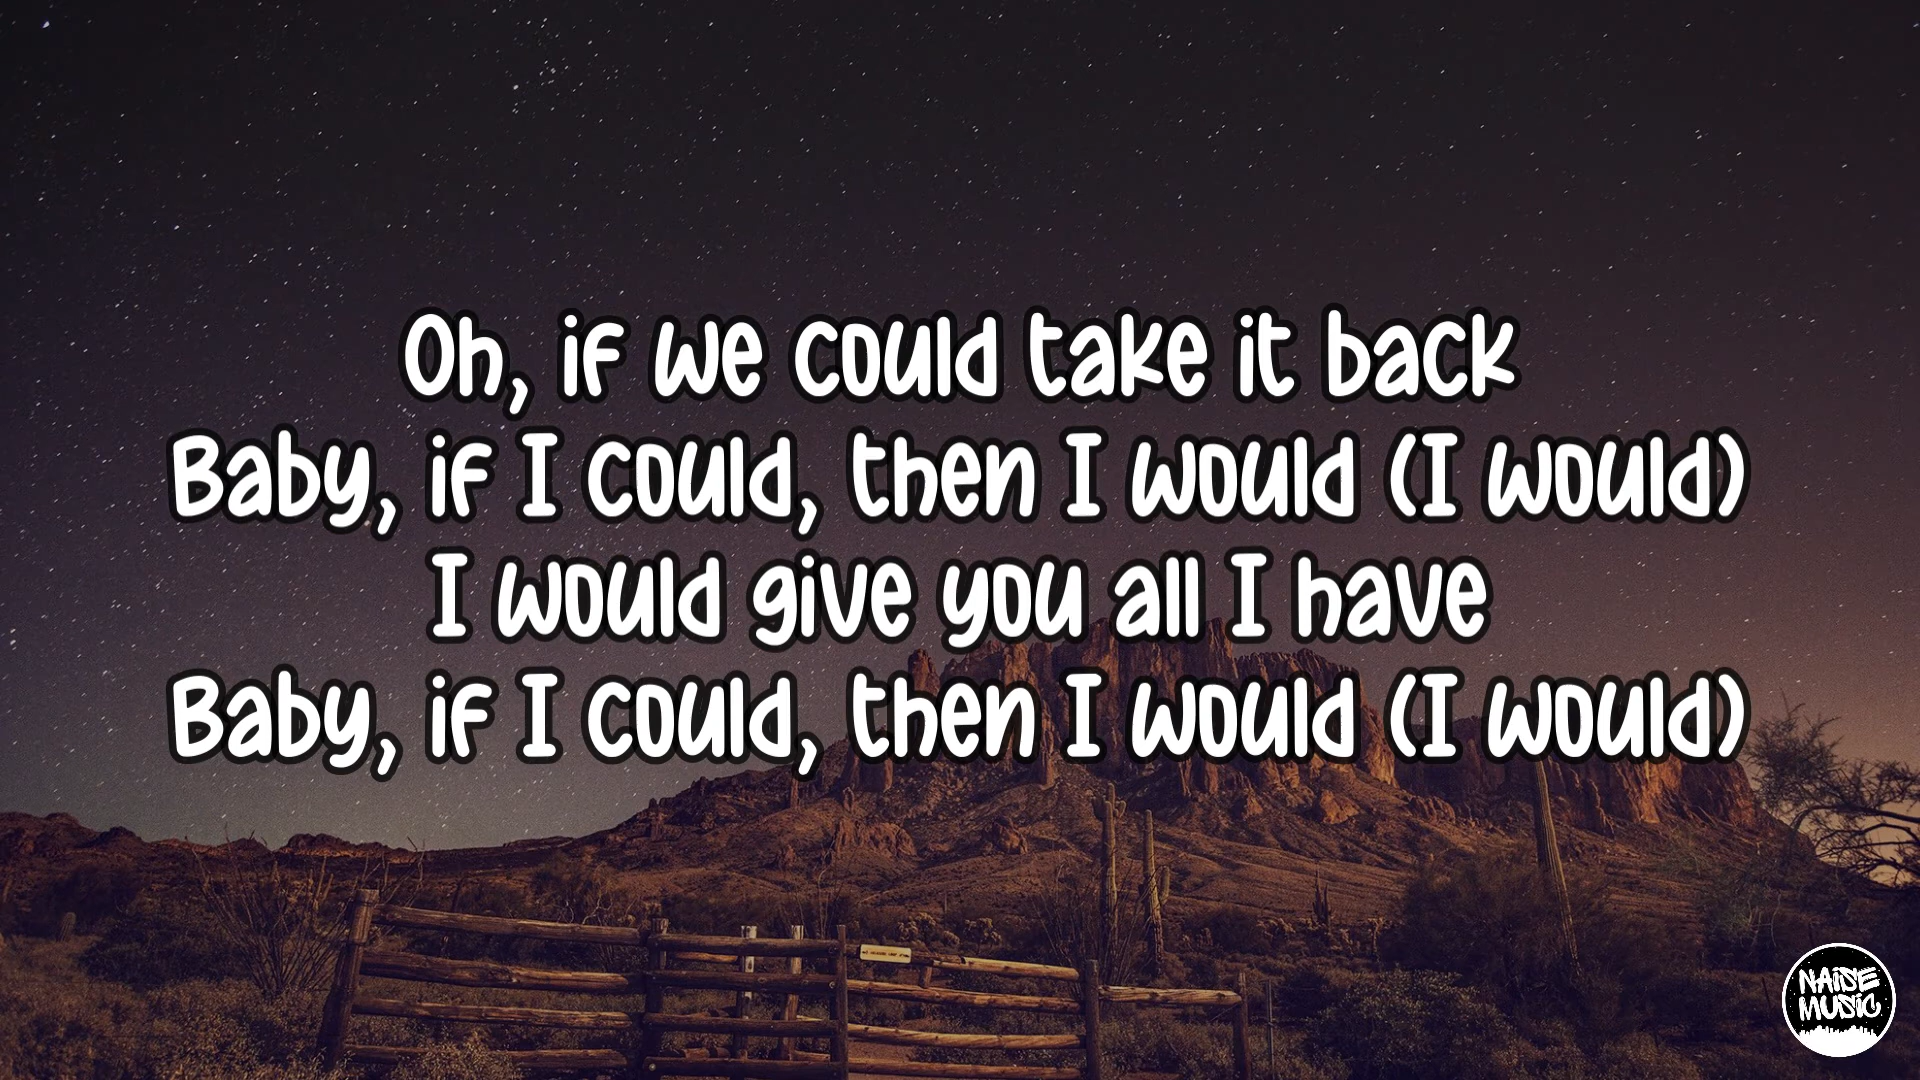 Oh, if we could take it back
Baby, if I could, then I would (I would)
I would give you all I have
Baby, if I could, then I would (I would)
NAISE
MUSIC